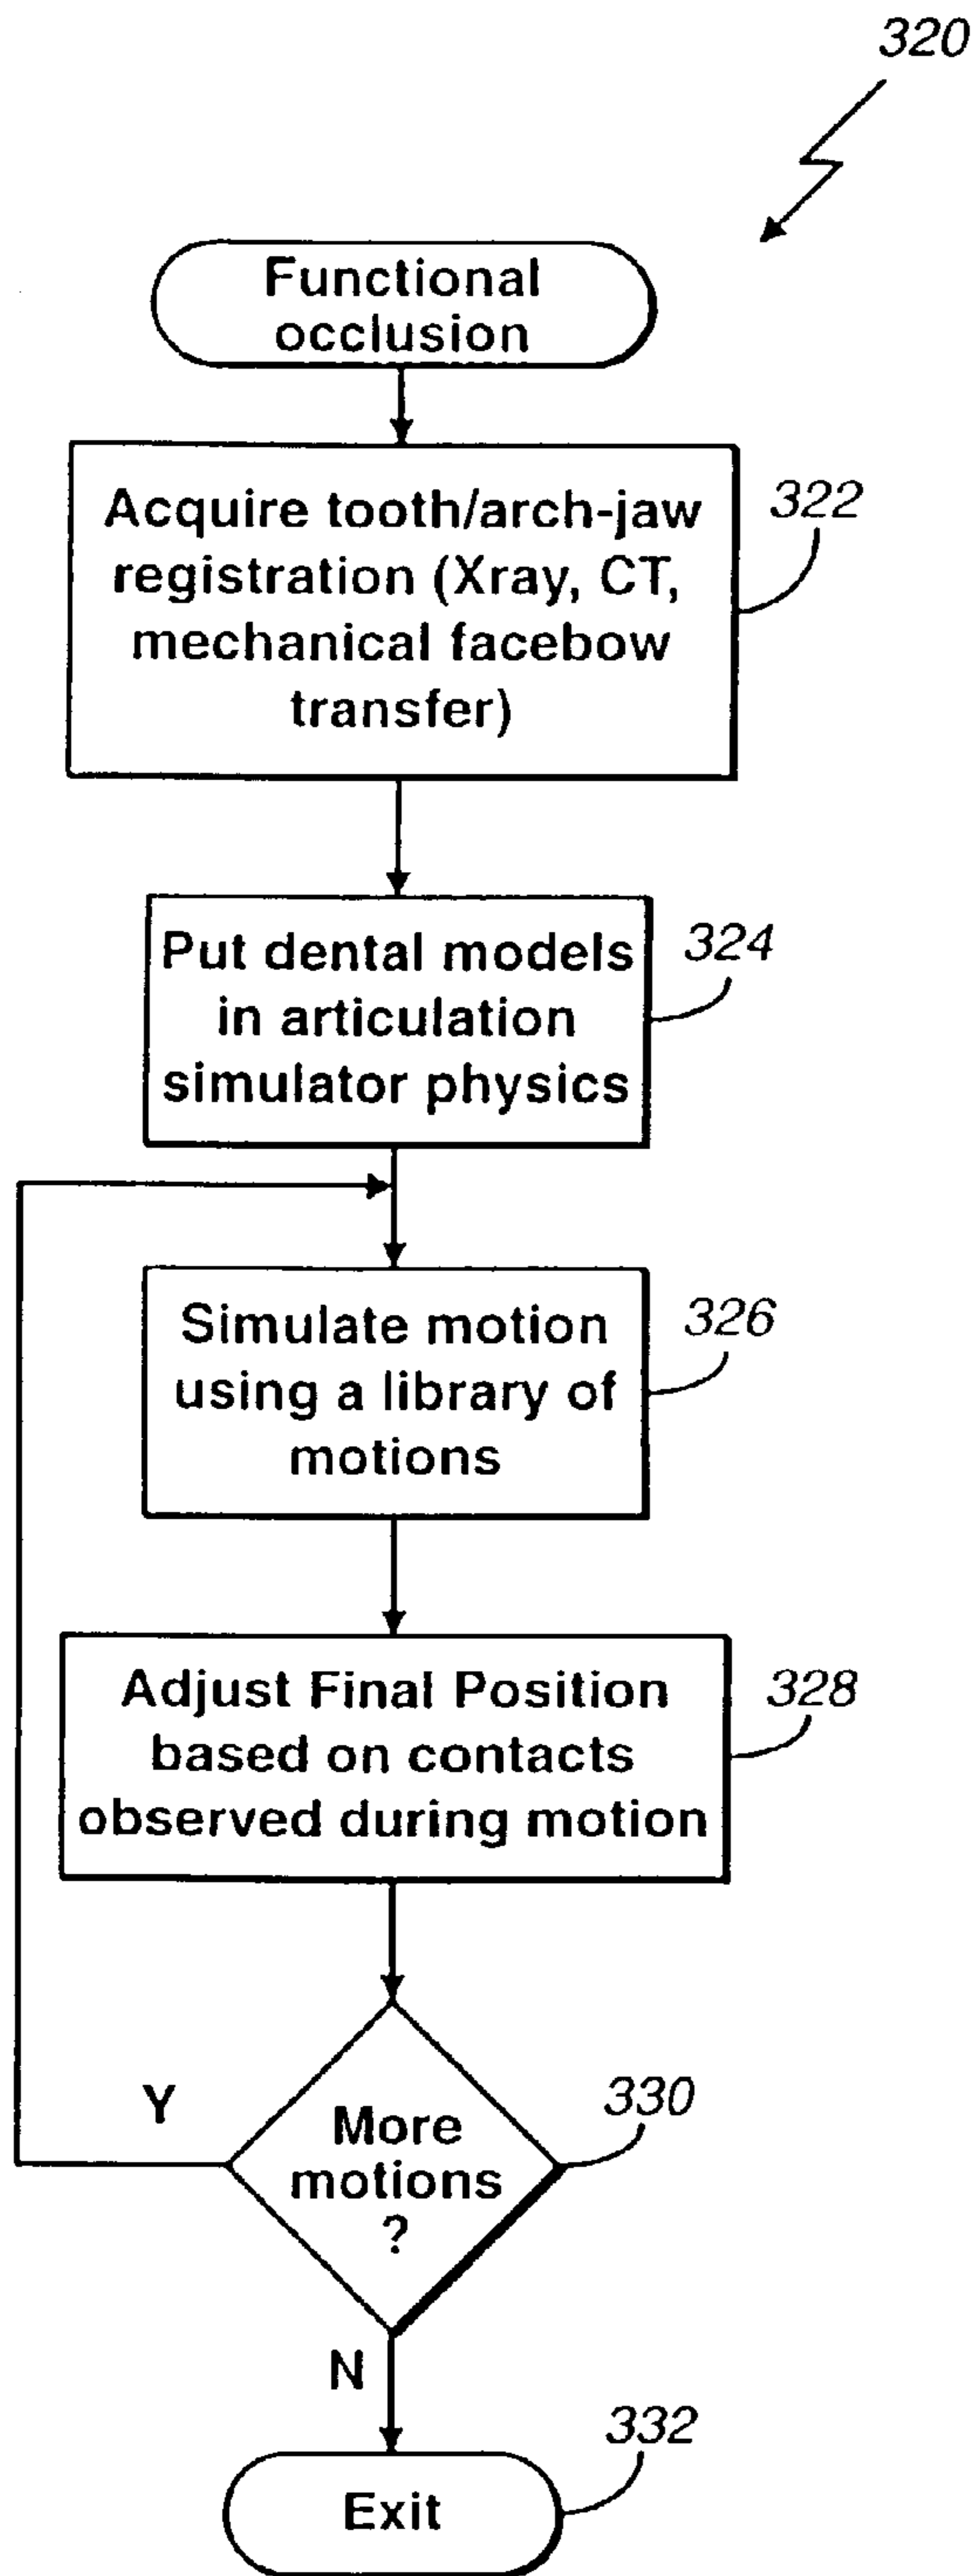 320
Functional
occlusion
Acquire tooth/arch-jaw
registration (Xray, CT,
mechanical facebow
transfer)
322
Put dental models
in articulation
simulator physics
324
Simulate motion
using a library of
motions
326
Adjust Final Position
based on contacts
observed during motion
328
More
motions
?
330
Y
N
Exit
332